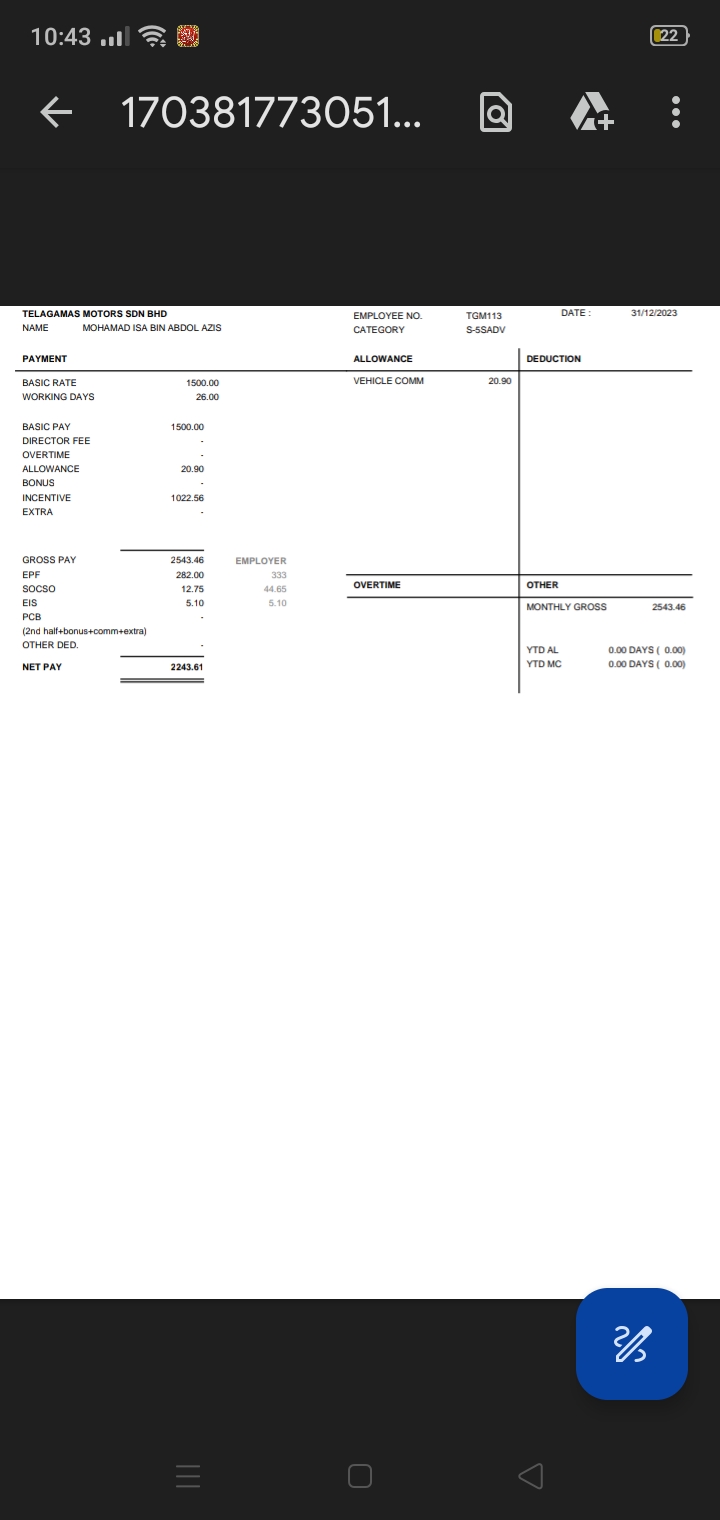 10:43
22
170381773051...
TELAGAMAS MOTORS SDN BHD
NAME MOHAMAD ISA BIN ABDOL AZIS
EMPLOYEE NO. TGM113 DATE : 31/12/2023
CATEGORY S-5SADV
PAYMENT ALLOWANCE DEDUCTION
BASIC RATE 1500.00 VEHICLE COMM 20.90
WORKING DAYS 26.00
BASIC PAY 1500.00
DIRECTOR FEE -
OVERTIME -
ALLOWANCE 20.90
BONUS -
INCENTIVE 1022.56
EXTRA -
GROSS PAY 2543.46 EMPLOYER
EPF 282.00 333
SOCSO 12.75 44.65
EIS 5.10 5.10
PCB -
(2nd half+bonus+comm+extra)
OTHER DED. -
NET PAY 2243.61
OVERTIME OTHER
MONTHLY GROSS 2543.46
YTD AL 0.00 DAYS ( 0.00)
YTD MC 0.00 DAYS ( 0.00)